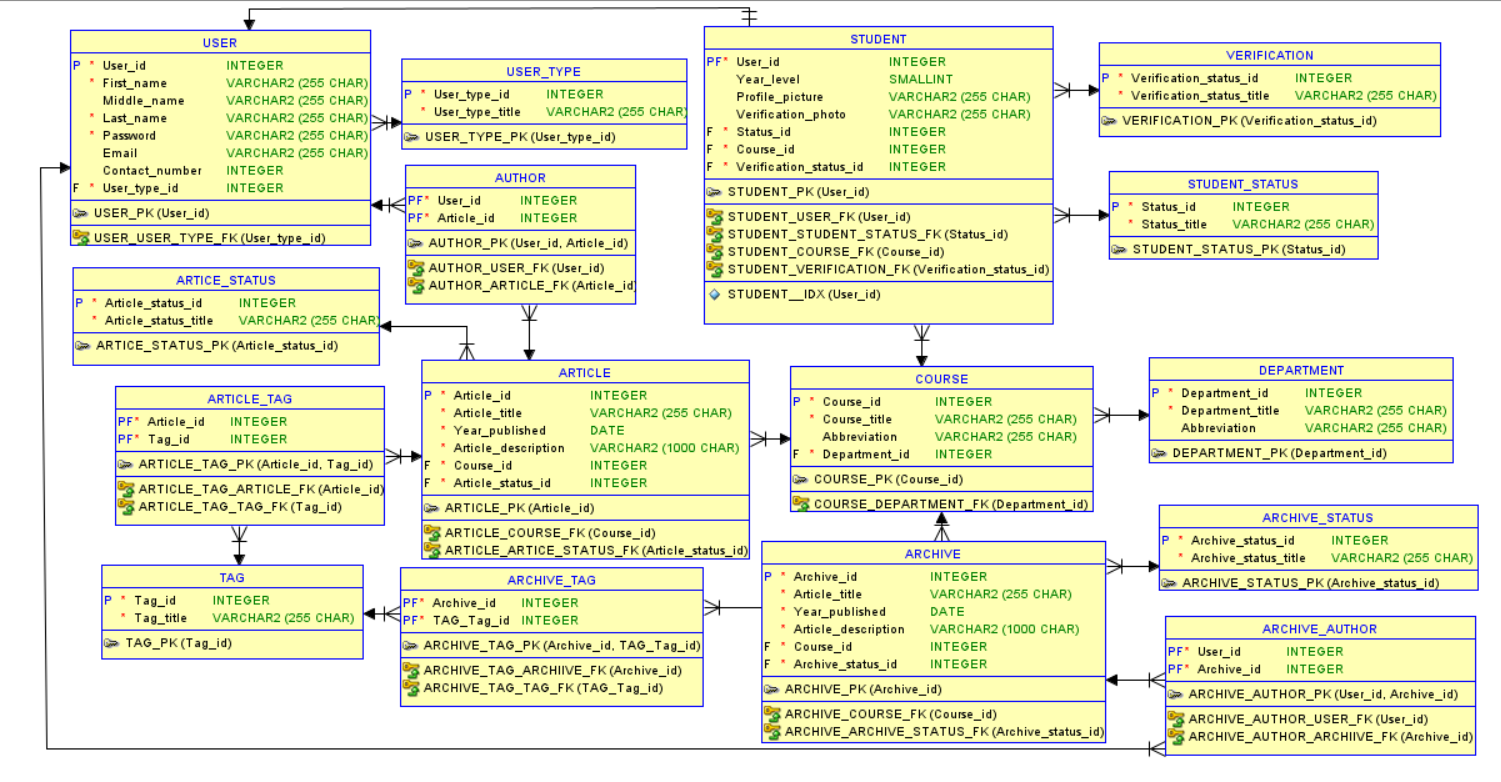 USER
P * User_id INTEGER
* First_name VARCHAR2 (255 CHAR)
Middle_name VARCHAR2 (255 CHAR)
* Last_name VARCHAR2 (255 CHAR)
* Password VARCHAR2 (255 CHAR)
Email VARCHAR2 (255 CHAR)
Contact_number INTEGER
F * User_type_id INTEGER
USER_PK (User_id)
USER_USER_TYPE_FK (User_type_id)
USER_TYPE
P * User_type_id INTEGER
* User_type_title VARCHAR2 (255 CHAR)
USER_TYPE_PK (User_type_id)
STUDENT
PF* User_id INTEGER
Year_level SMALLINT
Profile_picture VARCHAR2 (255 CHAR)
Verification_photo VARCHAR2 (255 CHAR)
F * Status_id INTEGER
F * Course_id INTEGER
F * Verification_status_id INTEGER
STUDENT_PK (User_id)
STUDENT_USER_FK (User_id)
STUDENT_STUDENT_STATUS_FK (Status_id)
STUDENT_COURSE_FK (Course_id)
STUDENT_VERIFICATION_FK (Verification_status_id)
STUDENT__IDX (User_id)
VERIFICATION
P * Verification_status_id INTEGER
* Verification_status_title VARCHAR2 (255 CHAR)
VERIFICATION_PK (Verification_status_id)
AUTHOR
PF* User_id INTEGER
PF* Article_id INTEGER
AUTHOR_PK (User_id, Article_id)
AUTHOR_USER_FK (User_id)
AUTHOR_ARTICLE_FK (Article_id)
STUDENT_STATUS
P * Status_id INTEGER
* Status_title VARCHAR2 (255 CHAR)
STUDENT_STATUS_PK (Status_id)
ARTICE_STATUS
P * Article_status_id INTEGER
* Article_status_title VARCHAR2 (255 CHAR)
ARTICE_STATUS_PK (Article_status_id)
ARTICLE_TAG
PF* Article_id INTEGER
PF* Tag_id INTEGER
ARTICLE_TAG_PK (Article_id, Tag_id)
ARTICLE_TAG_ARTICLE_FK (Article_id)
ARTICLE_TAG_TAG_FK (Tag_id)
ARTICLE
P * Article_id INTEGER
* Article_title VARCHAR2 (255 CHAR)
* Year_published DATE
* Article_description VARCHAR2 (1000 CHAR)
F * Course_id INTEGER
F * Article_status_id INTEGER
ARTICLE_PK (Article_id)
ARTICLE_COURSE_FK (Course_id)
ARTICLE_ARTICE_STATUS_FK (Article_status_id)
COURSE
P * Course_id INTEGER
* Course_title VARCHAR2 (255 CHAR)
Abbreviation VARCHAR2 (255 CHAR)
F * Department_id INTEGER
COURSE_PK (Course_id)
COURSE_DEPARTMENT_FK (Department_id)
DEPARTMENT
P * Department_id INTEGER
* Department_title VARCHAR2 (255 CHAR)
Abbreviation VARCHAR2 (255 CHAR)
DEPARTMENT_PK (Department_id)
TAG
P * Tag_id INTEGER
* Tag_title VARCHAR2 (255 CHAR)
TAG_PK (Tag_id)
ARCHIVE_TAG
PF* Archive_id INTEGER
PF* TAG_Tag_id INTEGER
ARCHIVE_TAG_PK (Archive_id, TAG_Tag_id)
ARCHIVE_TAG_ARCHIIVE_FK (Archive_id)
ARCHIVE_TAG_TAG_FK (TAG_Tag_id)
ARCHIVE
P * Archive_id INTEGER
* Article_title VARCHAR2 (255 CHAR)
* Year_published DATE
* Article_description VARCHAR2 (1000 CHAR)
F * Course_id INTEGER
F * Archive_status_id INTEGER
ARCHIVE_PK (Archive_id)
ARCHIVE_COURSE_FK (Course_id)
ARCHIVE_ARCHIVE_STATUS_FK (Archive_status_id)
ARCHIVE_STATUS
P * Archive_status_id INTEGER
* Archive_status_title VARCHAR2 (255 CHAR)
ARCHIVE_STATUS_PK (Archive_status_id)
ARCHIVE_AUTHOR
PF* User_id INTEGER
PF* Archive_id INTEGER
ARCHIVE_AUTHOR_PK (User_id, Archive_id)
ARCHIVE_AUTHOR_USER_FK (User_id)
ARCHIVE_AUTHOR_ARCHIIVE_FK (Archive_id)